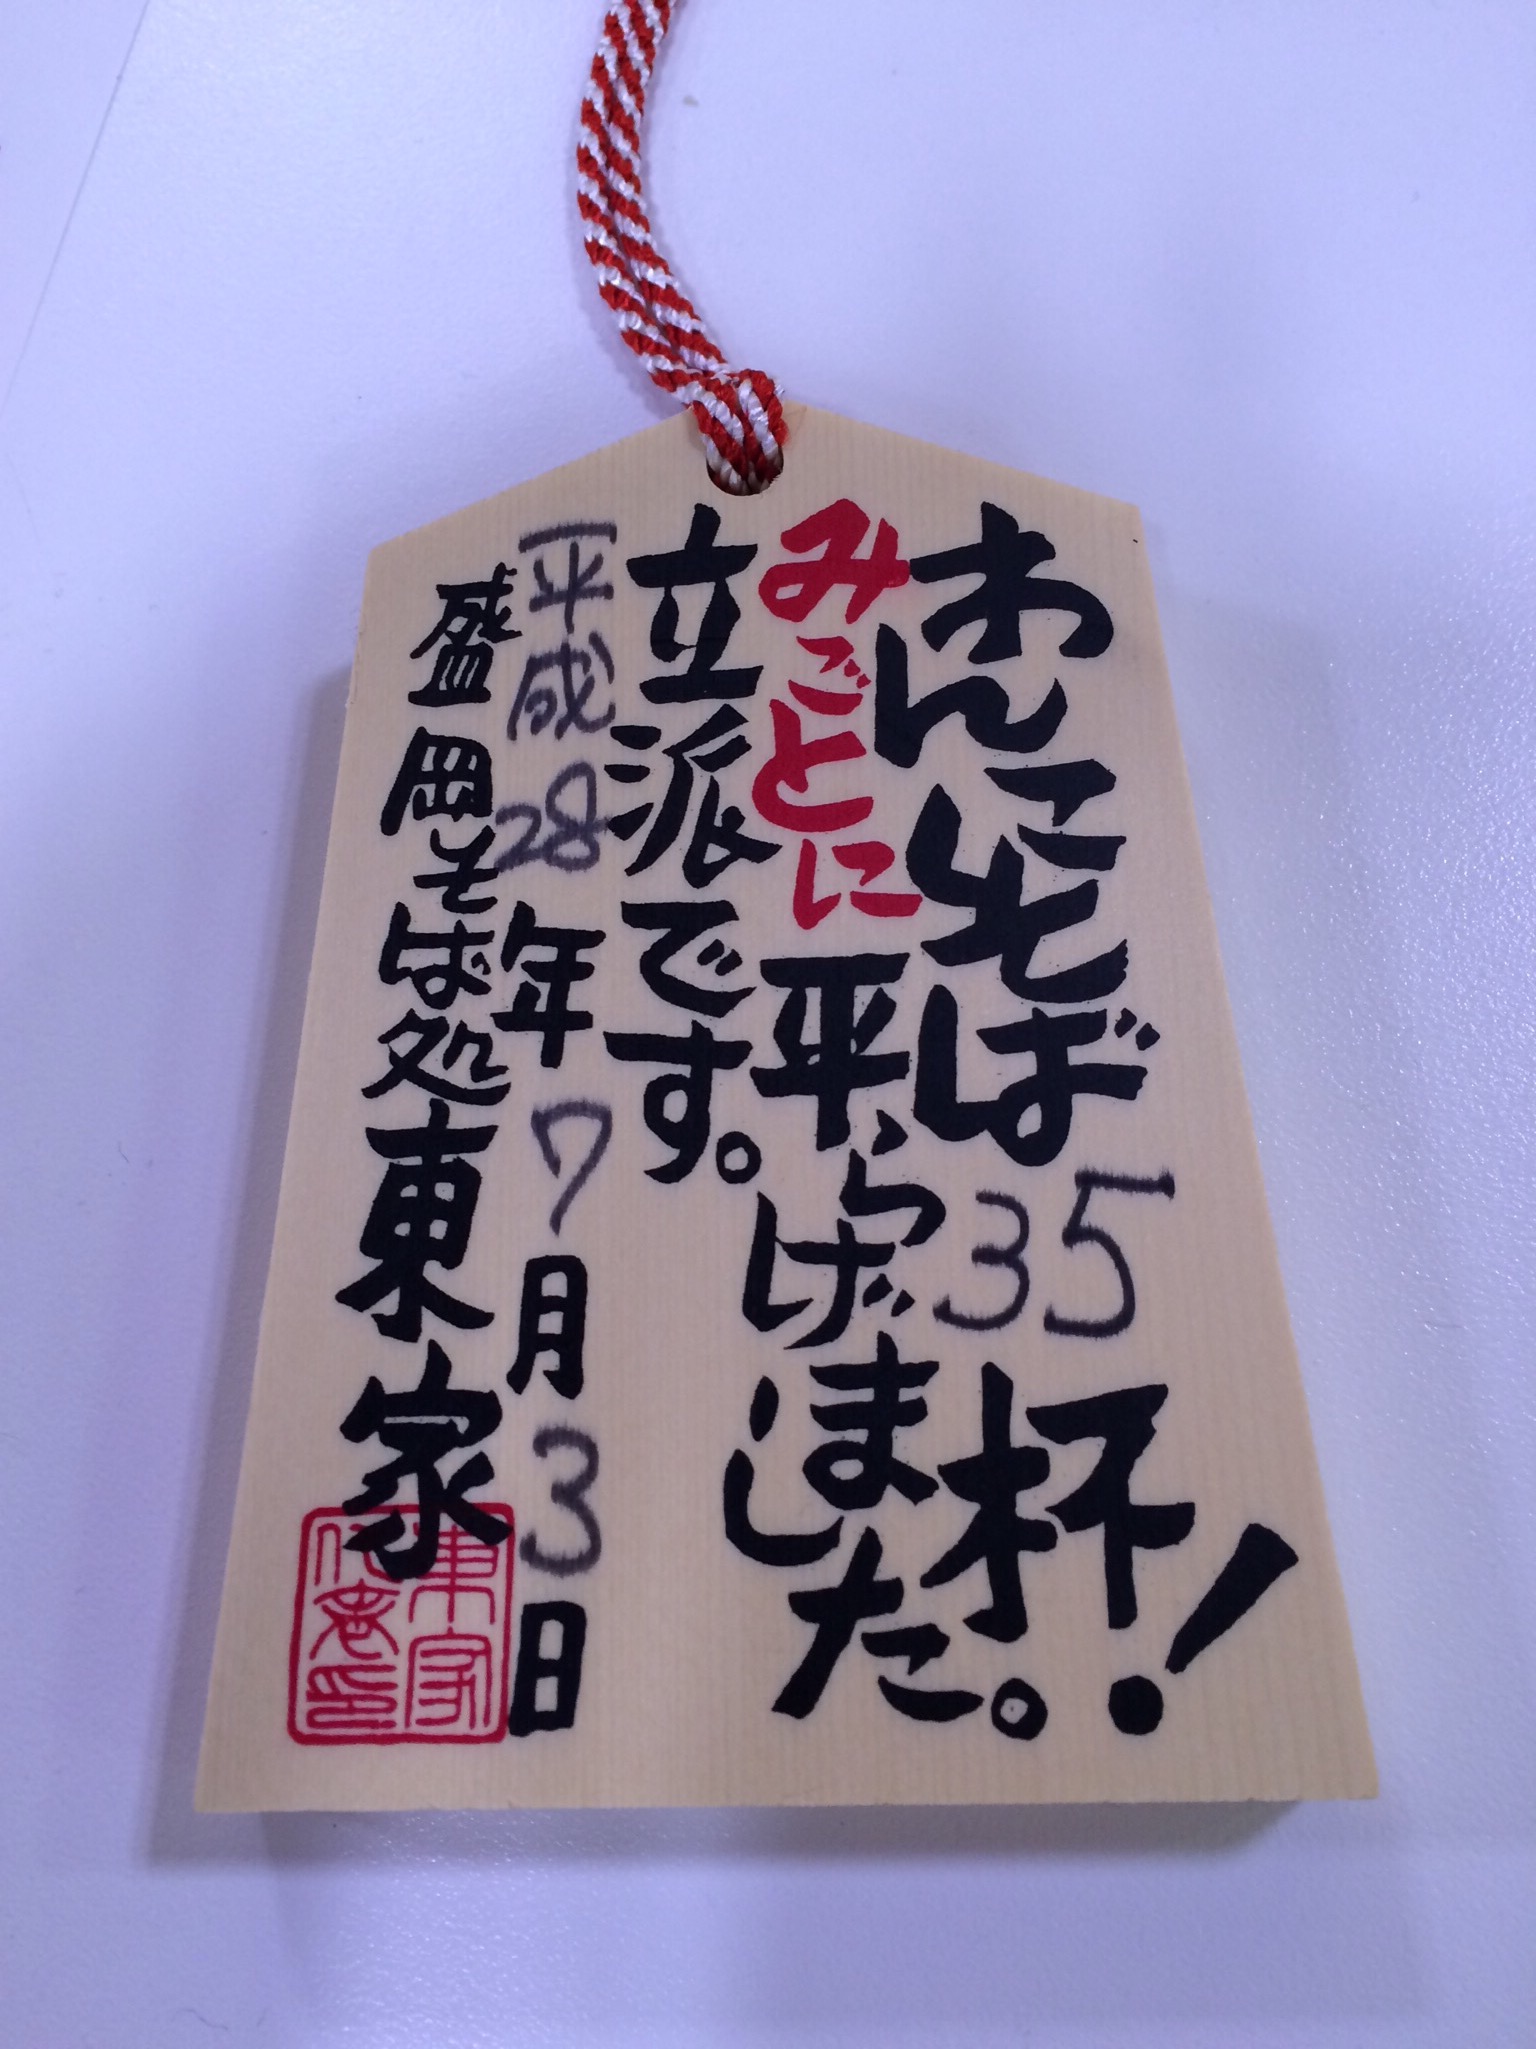 わんこそば35杯!
みごとに平らげました。
立派です。
平成28年7月3日
盛岡そば処東家
東家